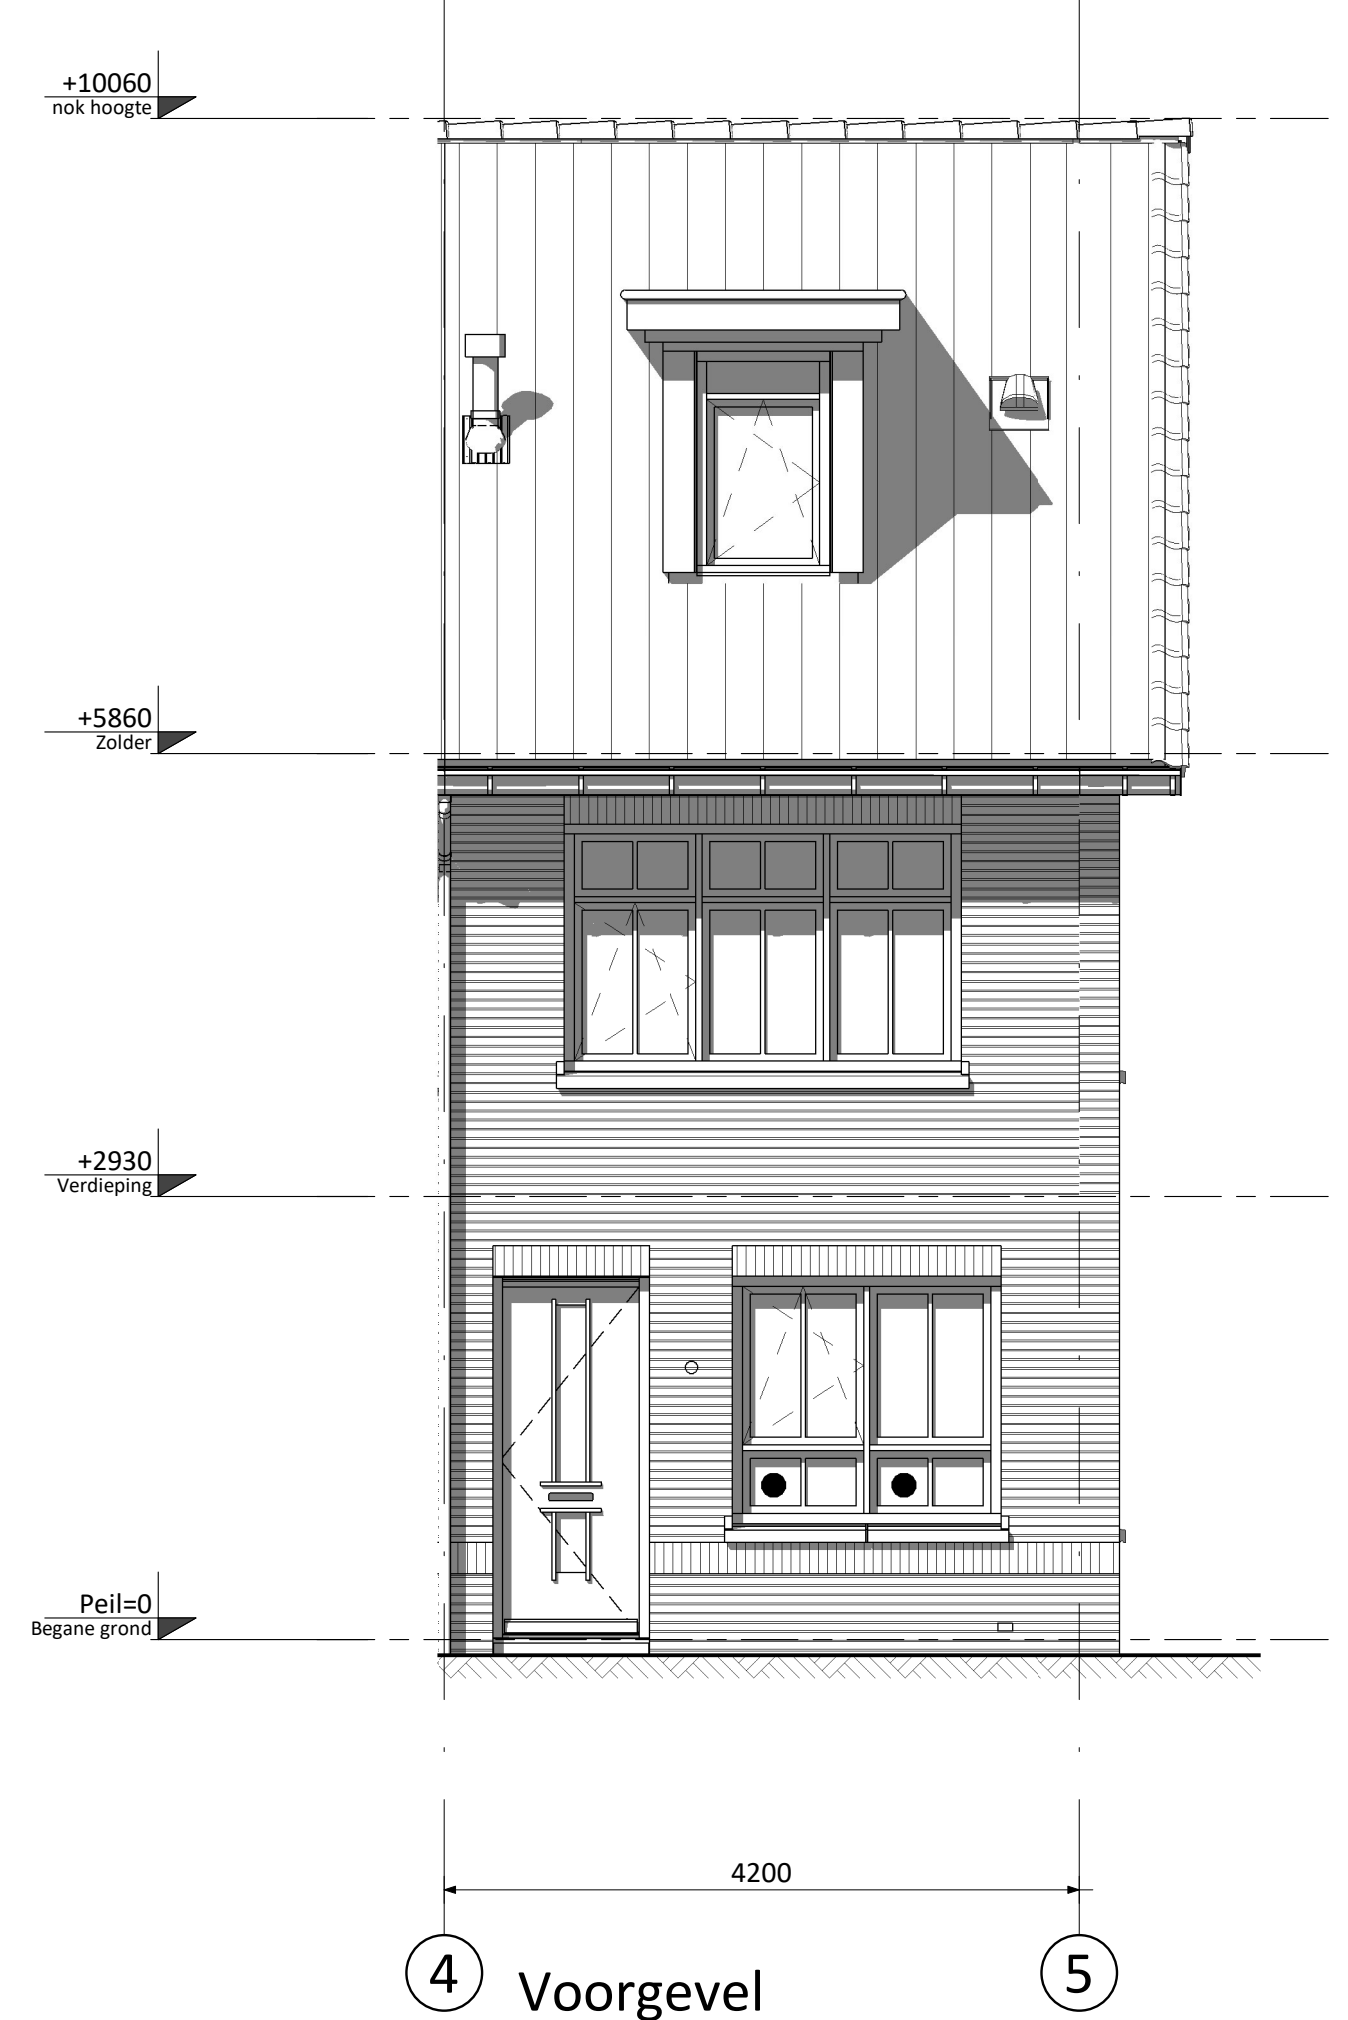 +10060
nok hoogte
+5860
Zolder
+2930
Verdieping
Peil=0
Begane grond
4200
4
5
Voorgevel